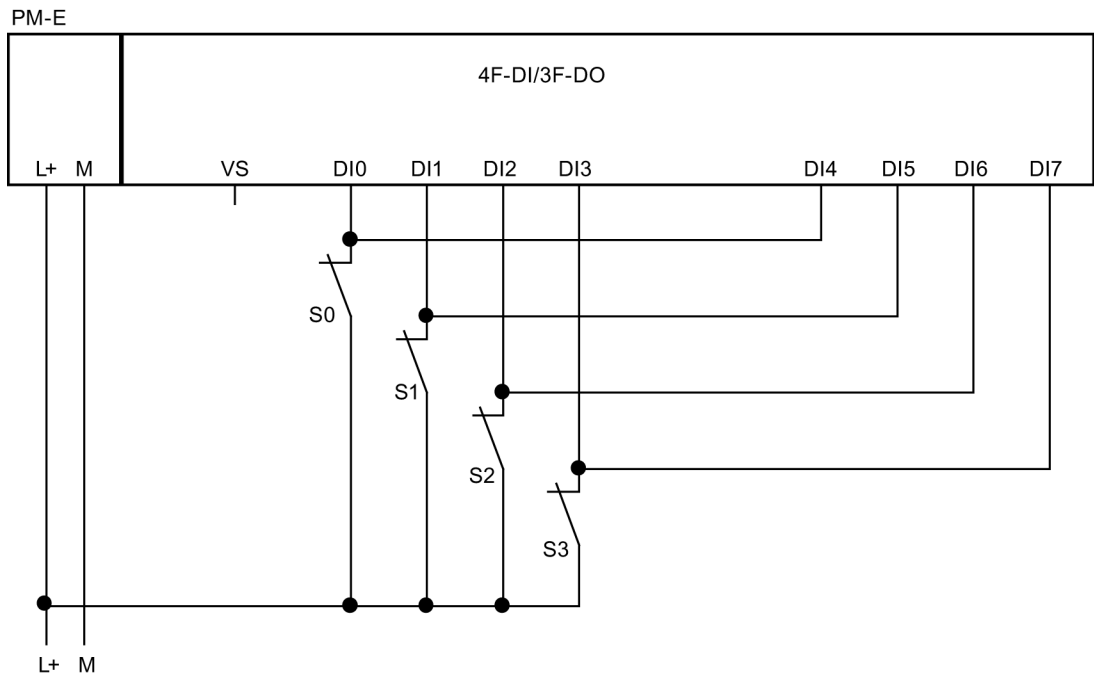 PM-E
4F-DI/3F-DO
L+ M VS DI0 DI1 DI2 DI3 DI4 DI5 DI6 DI7
S0
S1
S2
S3
L+ M